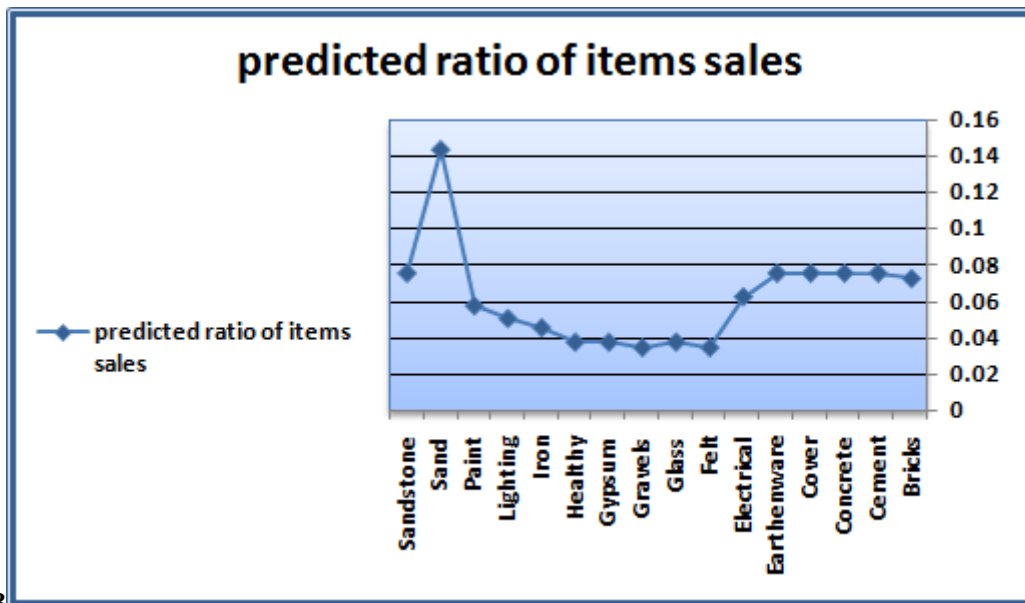 predicted ratio of items sales
0.16
0.14
0.12
0.1
0.08
0.06
0.04
0.02
0
predicted ratio of items
sales
Sandstone
Sand
Paint
Lighting
Iron
Healthy
Gypsum
Gravels
Glass
Felt
Electrical
Earthenware
Cover
Concrete
Cement
Bricks